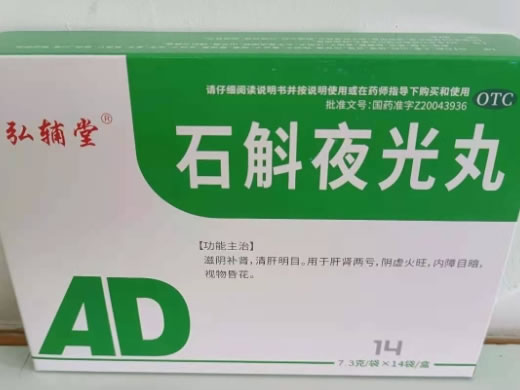 请仔细阅读说明书并按说明使用或在药师指导下购买和使用
批准文号:国药准字Z20043936
OTC
弘辅堂®
石斛夜光丸
【功能主治】
滋阴补肾,清肝明目。用于肝肾两亏,阴虚火旺,内障目暗,
视物昏花。
AD
14
7.3克/袋×14袋/盒